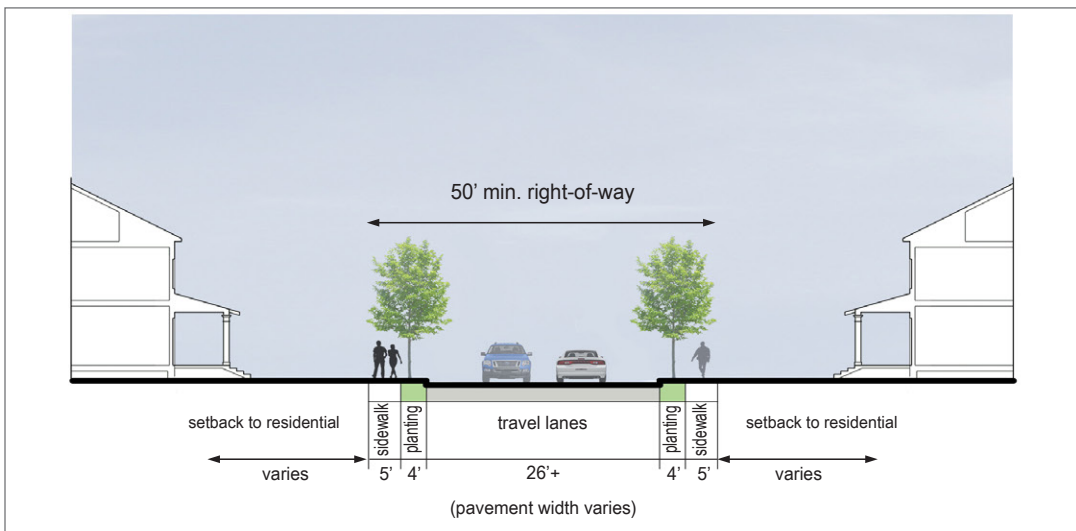 50’ min. right-of-way
setback to residential
sidewalk
planting
travel lanes
planting
sidewalk
setback to residential
varies
5’
4’
26’+
4’
5’
varies
(pavement width varies)